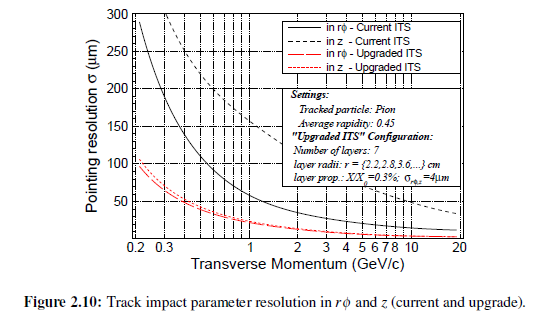 300
250
200
150
100
50
Pointing resolution σ (μm)
in rφ - Current ITS
in z - Current ITS
in rφ - Upgraded ITS
in z - Upgraded ITS
Settings:
Tracked particle: Pion
Average rapidity: 0.45
"Upgraded ITS" Configuration:
Number of layers: 7
layer radii: r = {2.2,2.8,3.6,...} cm
layer prop.: X/X0=0.3%; σrφ,z=4μm
0.2 0.3 1 2 3 4 5 6 7 8 10 20
Transverse Momentum (GeV/c)
Figure 2.10: Track impact parameter resolution in rφ and z (current and upgrade).